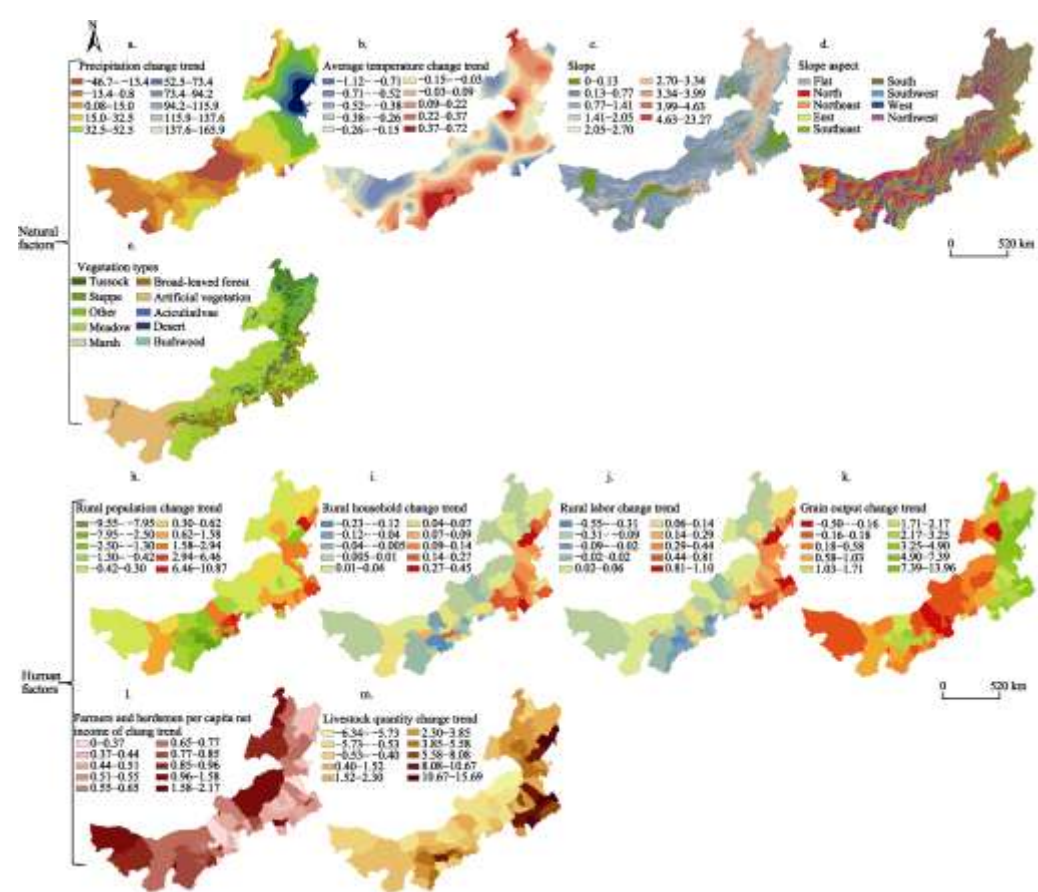 N
a.
Precipitation change trend
−46.7–−13.4
52.5–73.4
−13.4–0.8
73.4–94.2
0.08–15.0
94.2–115.9
15.0–32.5
115.9–137.6
32.5–52.5
137.6–165.9
b.
Average temperature change trend
−1.12–−0.71
−0.15–−0.03
−0.71–−0.52
−0.03–0.09
−0.52–−0.38
0.09–0.22
−0.38–−0.26
0.22–0.37
−0.26–−0.15
0.37–0.72
c.
Slope
0–0.13
2.70–3.34
0.13–0.77
3.34–3.99
0.77–1.41
3.99–4.63
1.41–2.05
4.63–23.27
2.05–2.70
d.
Slope aspect
Flat
South
North
Southwest
Northeast
West
East
Northwest
Southeast
0 520 km
Natural
factors
e.
Vegetation types
Tussock
Broad-leaved forest
Steppe
Artificial vegetation
Other
Meadow
Desert
Marsh
Bushwood
h.
Rural population change trend
−9.55–−7.95
0.30–0.62
−7.95–−2.50
0.62–1.58
−2.50–−1.30
1.58–2.94
−1.30–−0.42
2.94–6.46
−0.42–0.30
6.46–10.87
i.
Rural household change trend
−0.23–−0.12
0.04–0.07
−0.12–−0.04
0.07–0.09
−0.04–−0.005
0.09–0.14
−0.005–0.01
0.14–0.27
0.01–0.04
0.27–0.45
j.
Rural labor change trend
−0.55–−0.31
0.06–0.14
−0.31–−0.09
0.14–0.29
−0.09–−0.02
0.29–0.44
−0.02–0.02
0.44–0.81
0.02–0.06
0.81–1.10
k.
Grain output change trend
−0.50–−0.16
1.71–2.17
−0.16–0.18
2.17–3.25
0.18–0.58
3.25–4.90
0.58–1.03
4.90–7.39
1.03–1.71
7.39–13.96
0 520 km
Human
factors
l.
Farmers and herdsmen per capita net
income of chang trend
0–0.37
0.65–0.77
0.37–0.44
0.77–0.85
0.44–0.51
0.85–0.96
0.51–0.55
0.96–1.58
0.55–0.65
1.58–2.17
m.
Livestock quantity change trend
−6.34–−5.73
2.30–3.85
−5.73–−0.53
3.85–5.58
−0.53–0.40
5.58–8.08
0.40–1.52
8.08–10.67
1.52–2.30
10.67–15.69